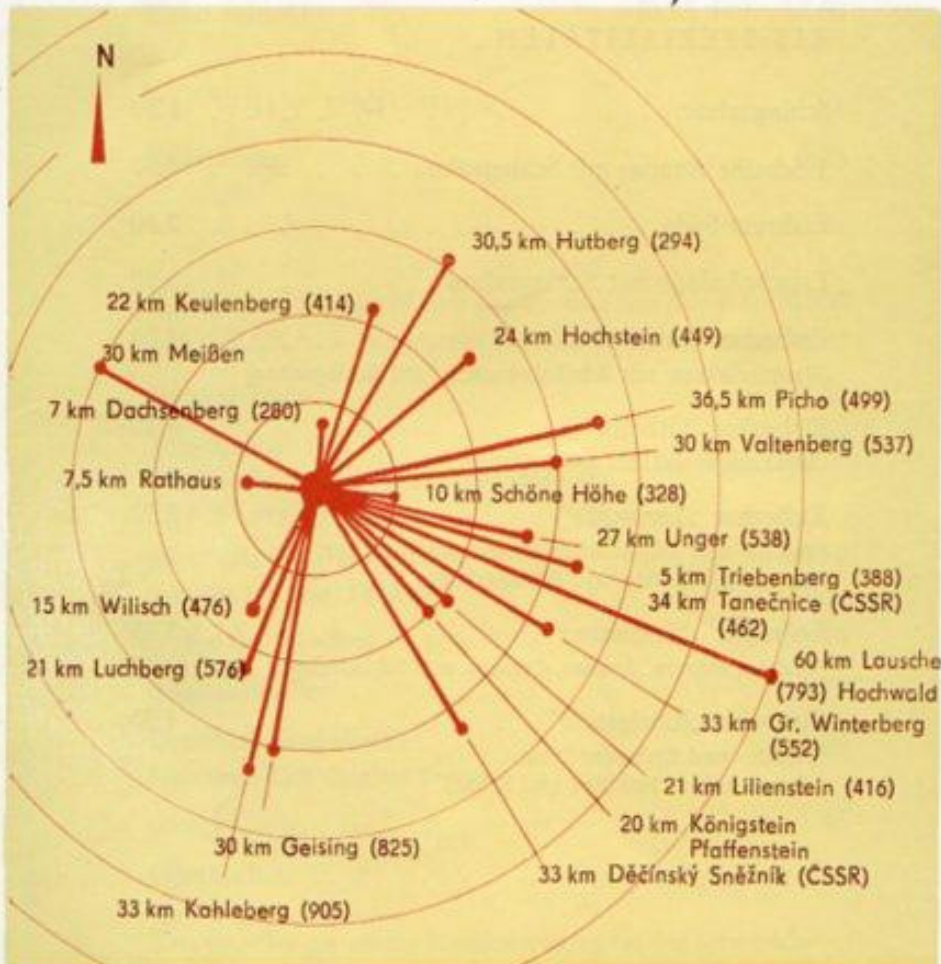 N
30,5 km Hutberg (294)
22 km Keulenberg (414)
24 km Hochstein (449)
30 km Meißen
36,5 km Picho (499)
7 km Dachsenberg (280)
30 km Valtenberg (537)
7,5 km Rathaus
10 km Schöne Höhe (328)
27 km Unger (538)
5 km Triebenberg (388)
34 km Tanečnice (ČSSR)
(462)
15 km Wilisch (476)
21 km Luchberg (576)
60 km Lausche
(793) Hochwald
33 km Gr. Winterberg
(552)
21 km Lilienstein (416)
20 km Königstein
Pfaffenstein
30 km Geising (825)
33 km Děčínský Sněžník (ČSSR)
33 km Kahleberg (905)